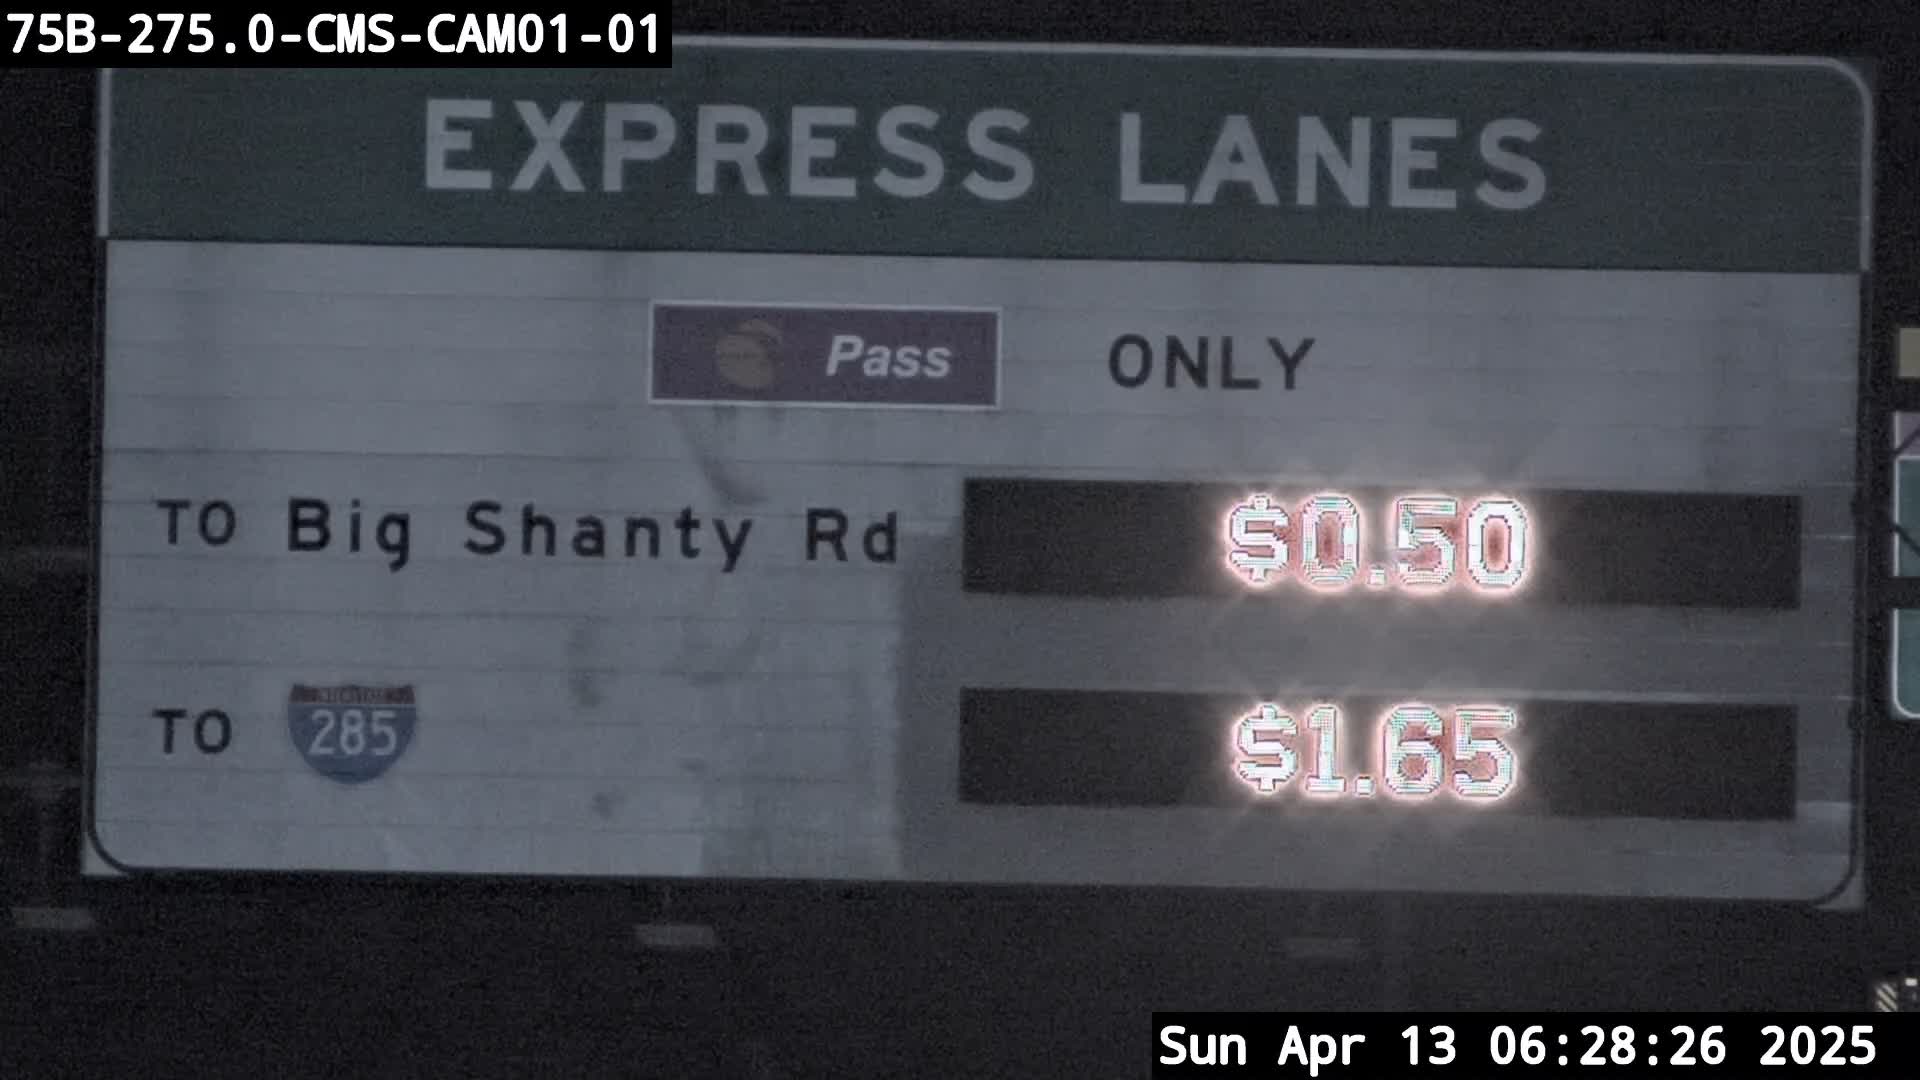 75B-275.0-CMS-CAM01-01
EXPRESS LANES
Pass ONLY
TO Big Shanty Rd $0.50
TO 285 $1.65
Sun Apr 13 06:28:26 2025